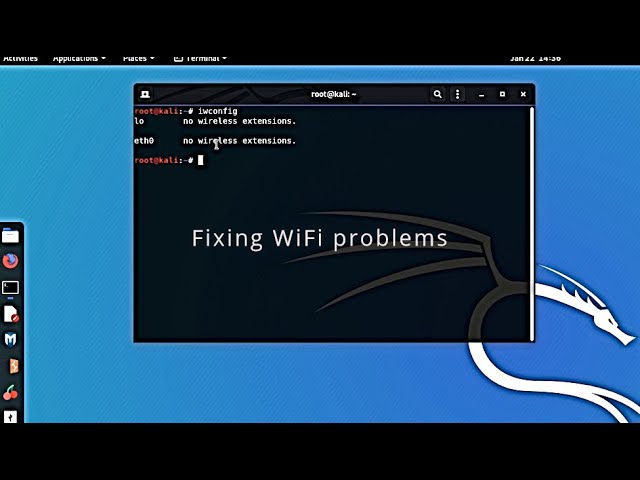 Activities Applications Places Terminal Jan 22 14:36
root@kali: ~
root@kali:~# iwconfig
lo no wireless extensions.
eth0 no wireless extensions.
root@kali:~#
Fixing WiFi problems